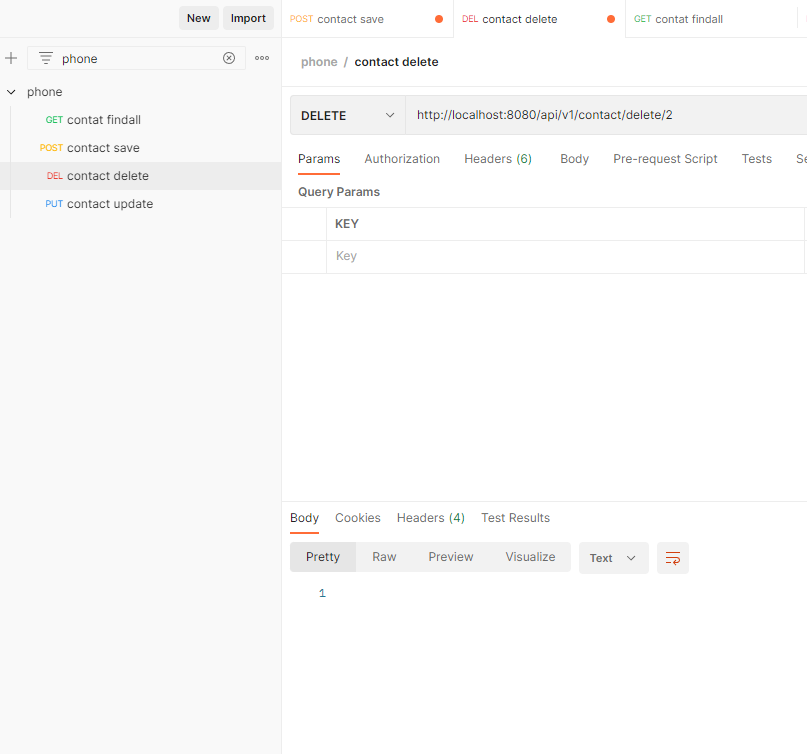 New Import
POST contact save
DEL contact delete
GET contat findall
phone
phone / contact delete
phone
GET contat findall
POST contact save
DEL contact delete
PUT contact update
DELETE http://localhost:8080/api/v1/contact/delete/2
Params Authorization Headers (6) Body Pre-request Script Tests Se
Query Params
KEY
Key
Body Cookies Headers (4) Test Results
Pretty Raw Preview Visualize Text
1